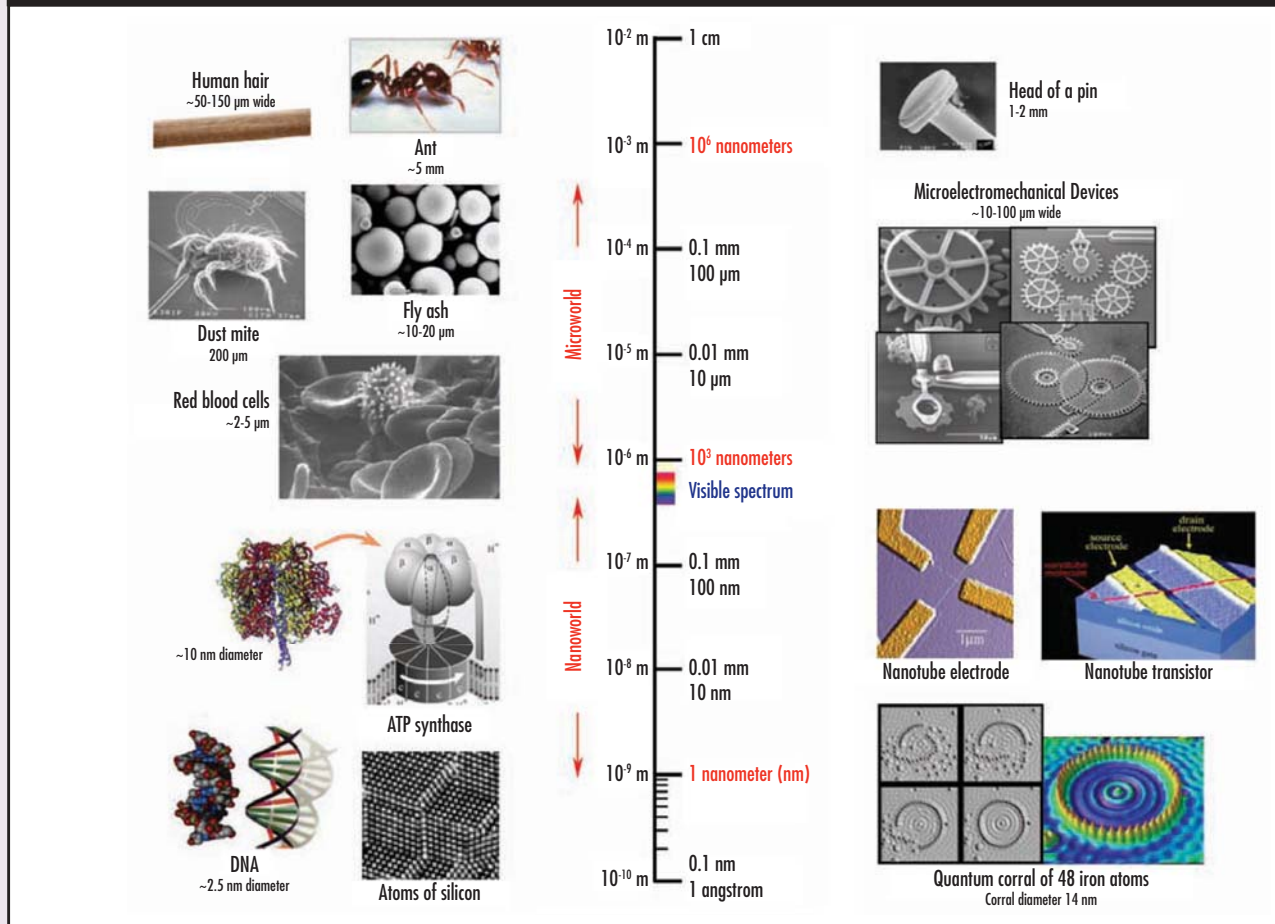 Human hair
~50-150 µm wide
Ant
~5 mm
Dust mite
200 µm
Fly ash
~10-20 µm
Red blood cells
~2-5 µm
~10 nm diameter
ATP synthase
DNA
~2.5 nm diameter
Atoms of silicon
Microworld
Nanoworld
10-2 m 1 cm
10-3 m 10⁶ nanometers
10-4 m 0.1 mm
100 µm
10-5 m 0.01 mm
10 µm
10-6 m 10³ nanometers
Visible spectrum
10-7 m 0.1 mm
100 nm
10-8 m 0.01 mm
10 nm
10-9 m 1 nanometer (nm)
0.1 nm
10-10 m 1 angstrom
Head of a pin
1-2 mm
Microelectromechanical Devices
~10-100 µm wide
1µm
Nanotube electrode
drain
electrode
source
electrode
Nanotube transistor
Quantum corral of 48 iron atoms
Corral diameter 14 nm